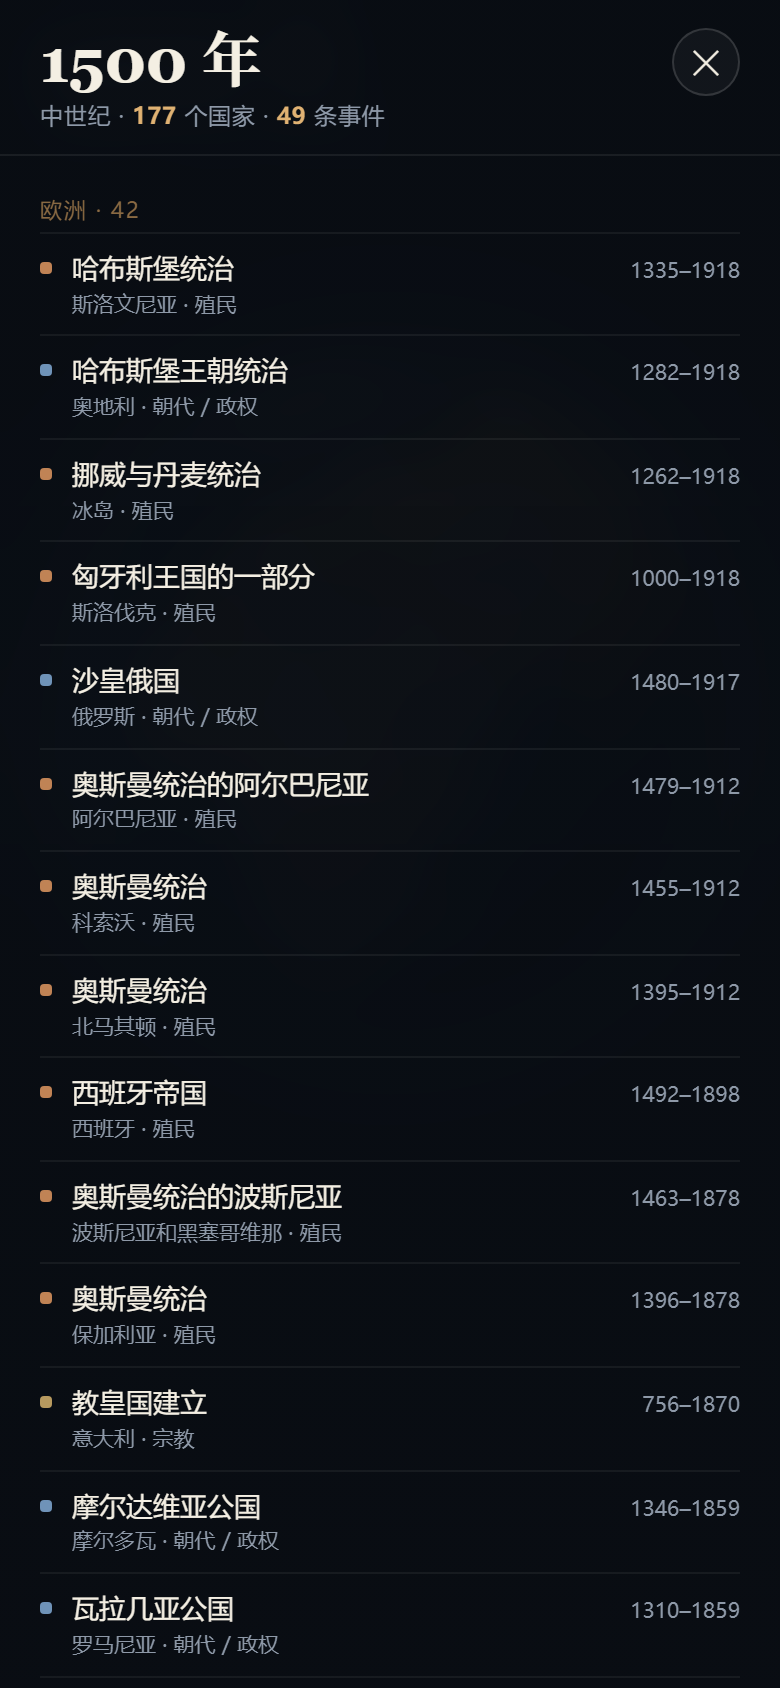 1500 年
中世纪 · 177 个国家 · 49 条事件
欧洲 · 42
哈布斯堡统治 1335–1918
斯洛文尼亚 · 殖民
哈布斯堡王朝统治 1282–1918
奥地利 · 朝代 / 政权
挪威与丹麦统治 1262–1918
冰岛 · 殖民
匈牙利王国的一部分 1000–1918
斯洛伐克 · 殖民
沙皇俄国 1480–1917
俄罗斯 · 朝代 / 政权
奥斯曼统治的阿尔巴尼亚 1479–1912
阿尔巴尼亚 · 殖民
奥斯曼统治 1455–1912
科索沃 · 殖民
奥斯曼统治 1395–1912
北马其顿 · 殖民
西班牙帝国 1492–1898
西班牙 · 殖民
奥斯曼统治的波斯尼亚 1463–1878
波斯尼亚和黑塞哥维那 · 殖民
奥斯曼统治 1396–1878
保加利亚 · 殖民
教皇国建立 756–1870
意大利 · 宗教
摩尔达维亚公国 1346–1859
摩尔多瓦 · 朝代 / 政权
瓦拉几亚公国 1310–1859
罗马尼亚 · 朝代 / 政权